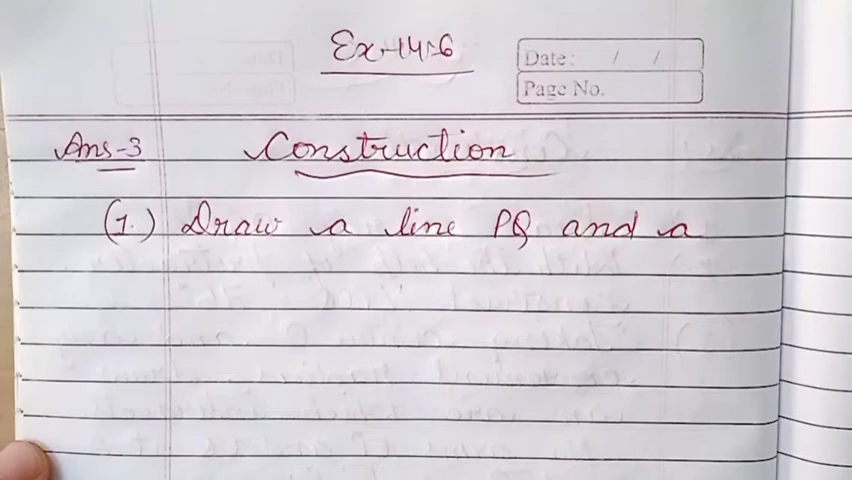 Ex-14.6
Date: / /
Page No.
Ans-3 Construction
(1.) Draw a line PQ and a